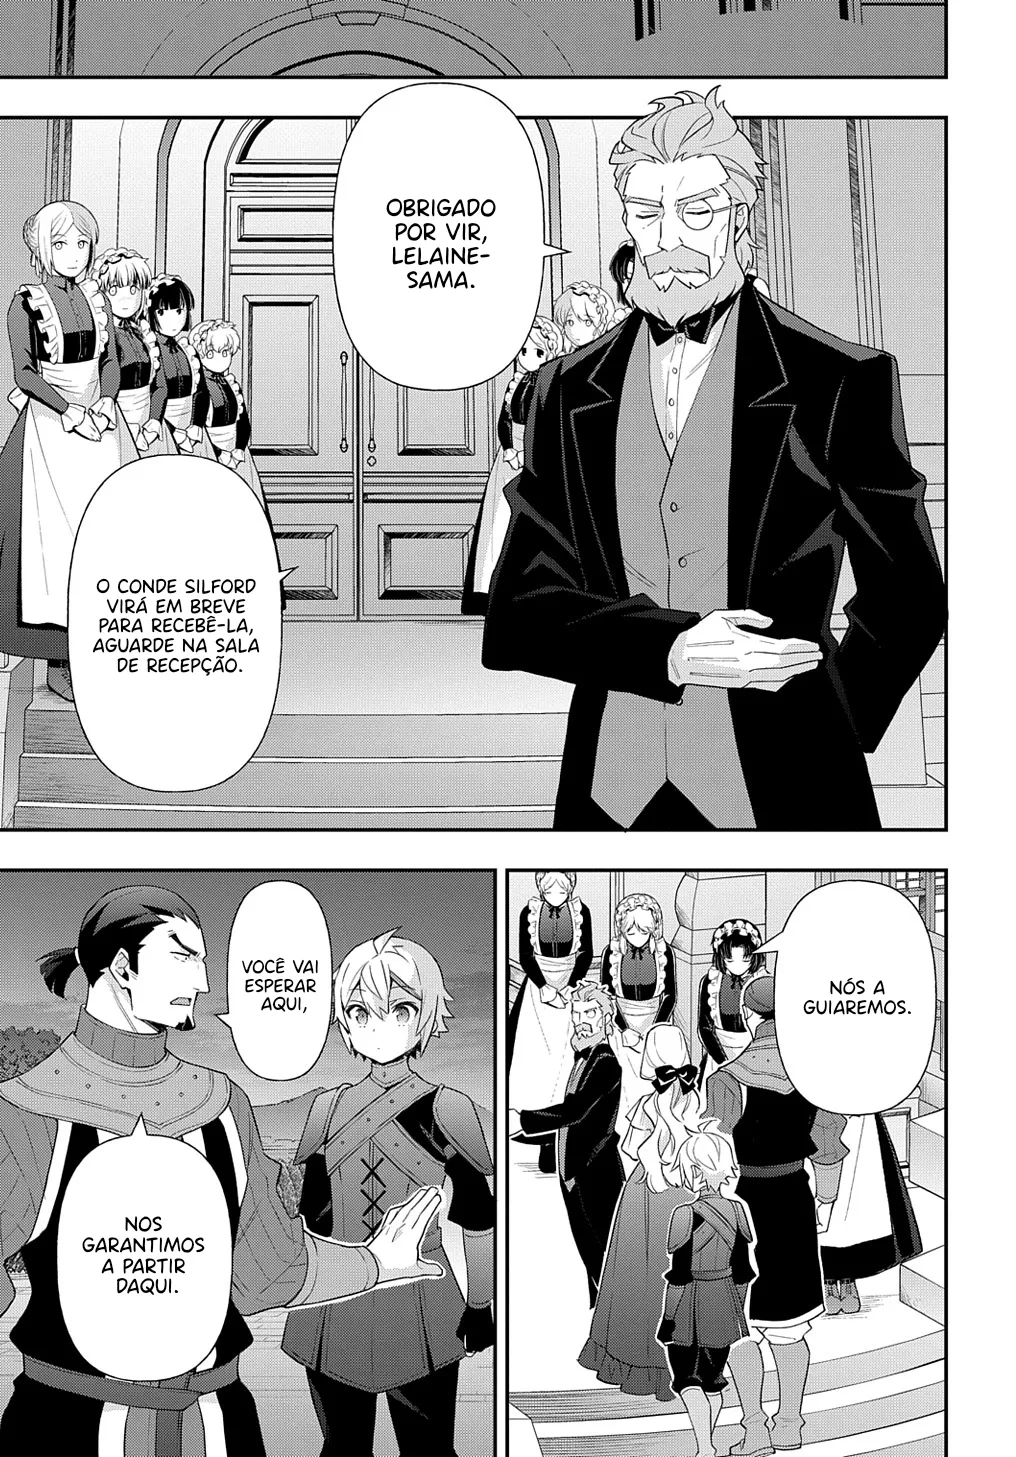 OBRIGADO
POR VIR,
LELAINE-
SAMA.
O CONDE SILFORD
VIRÁ EM BREVE
PARA RECEBÊ-LA,
AGUARDE NA SALA
DE RECEPÇÃO.
NÓS A
GUIAREMOS.
VOCÊ VAI
ESPERAR
AQUI,
NOS
GARANTIMOS
A PARTIR
DAQUI.